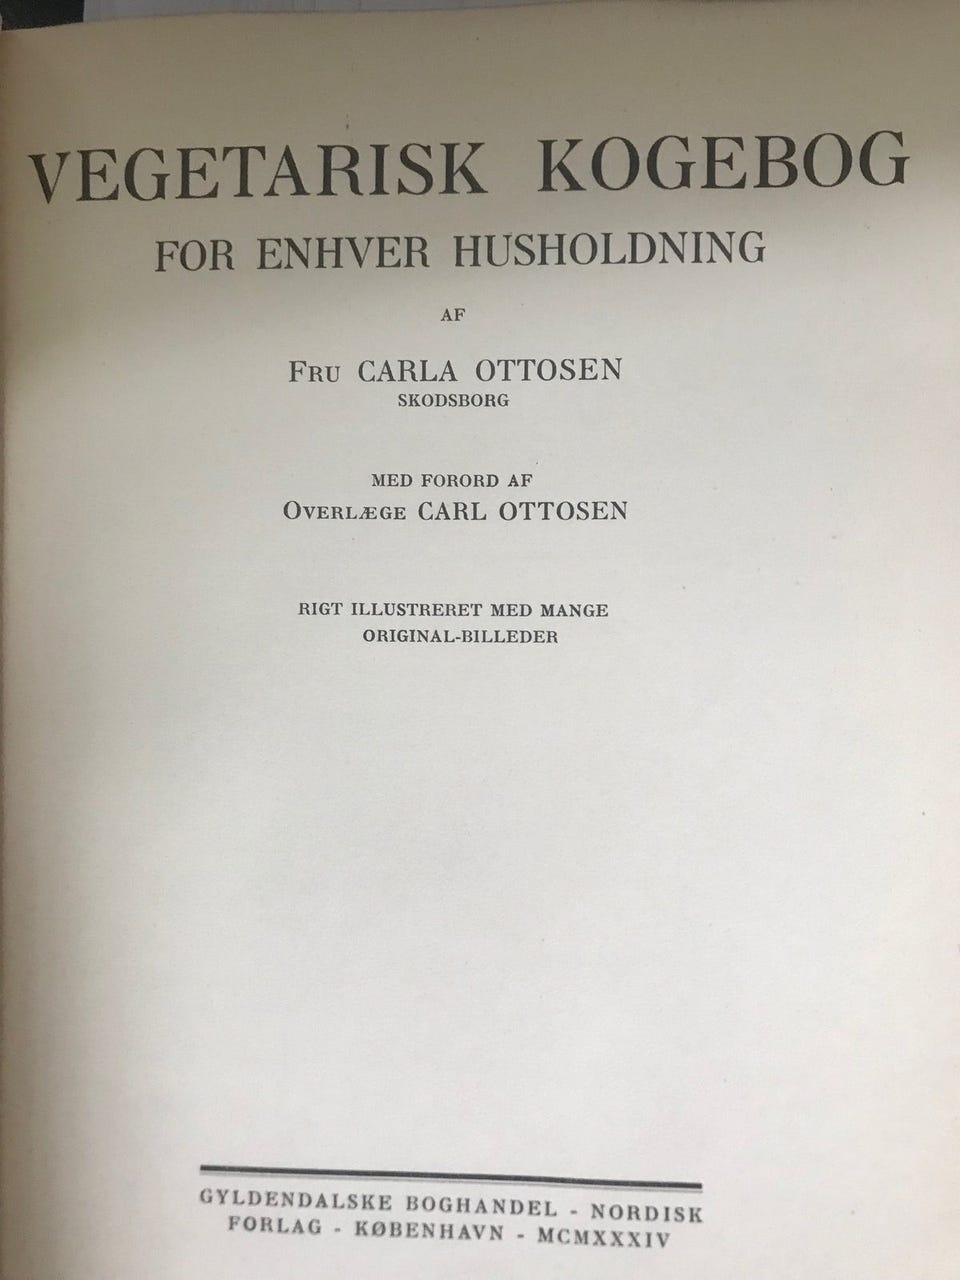 VEGETARISK KOGEBOG
FOR ENHVER HUSHOLDNING
AF
FRU CARLA OTTOSEN
SKODSBORG
MED FORORD AF
OVERLÆGE CARL OTTOSEN
RIGT ILLUSTRERET MED MANGE
ORIGINAL-BILLEDER
GYLDENDALSKE BOGHANDEL - NORDISK
FORLAG - KØBENHAVN - MCMXXXIV